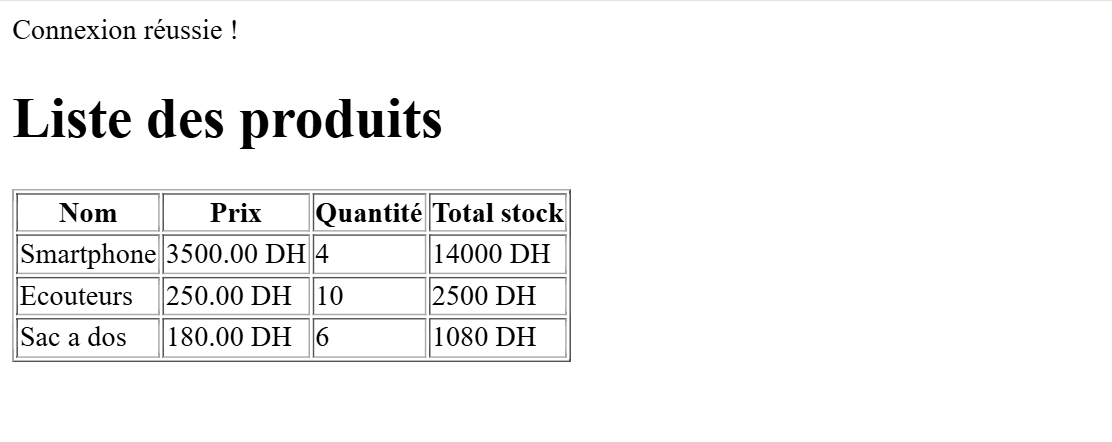 Connexion réussie !
Liste des produits
Nom Prix Quantité Total stock
Smartphone 3500.00 DH 4 14000 DH
Ecouteurs 250.00 DH 10 2500 DH
Sac a dos 180.00 DH 6 1080 DH